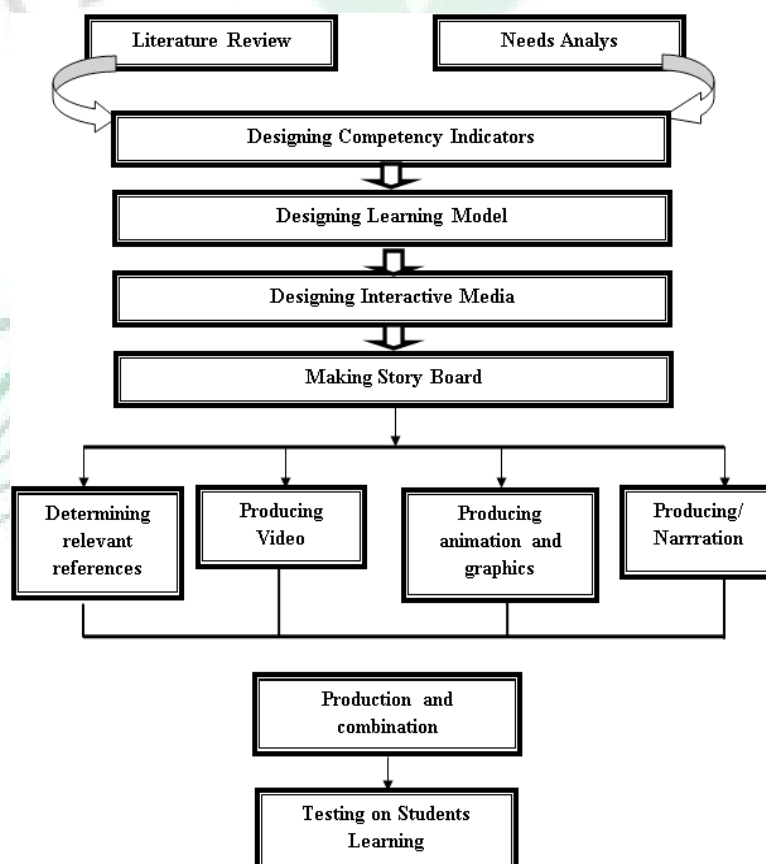 Literature Review
Needs Analys
Designing Competency Indicators
Designing Learning Model
Designing Interactive Media
Making Story Board
Determining
relevant
references
Producing
Video
Producing
animation and
graphics
Producing/
Narrration
Production and
combination
Testing on Students
Learning